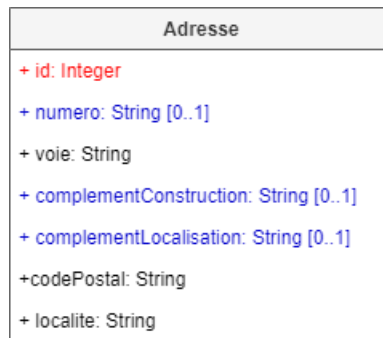 Adresse
+ id: Integer
+ numero: String [0..1]
+ voie: String
+ complementConstruction: String [0..1]
+ complementLocalisation: String [0..1]
+codePostal: String
+ localite: String